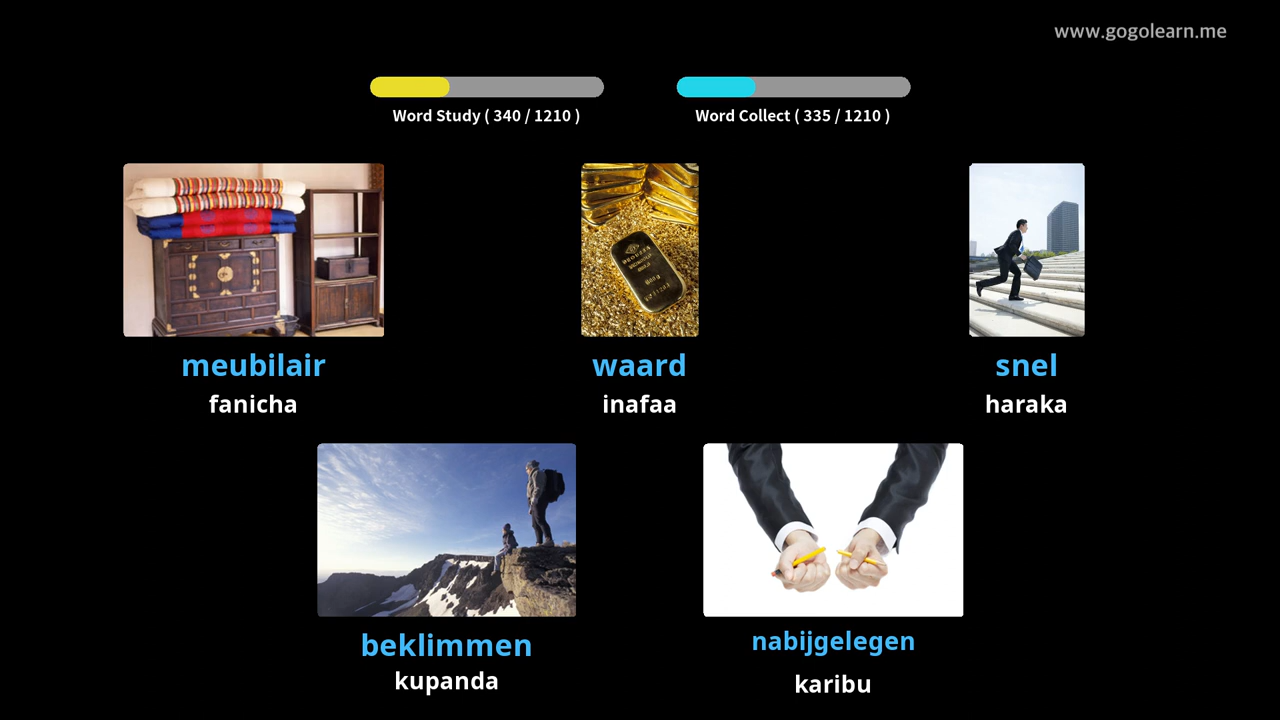 www.gogolearn.me
Word Study ( 340 / 1210 )
Word Collect ( 335 / 1210 )
meubilair
waard
snel
fanicha
inafaa
haraka
beklimmen
nabijgelegen
kupanda
karibu